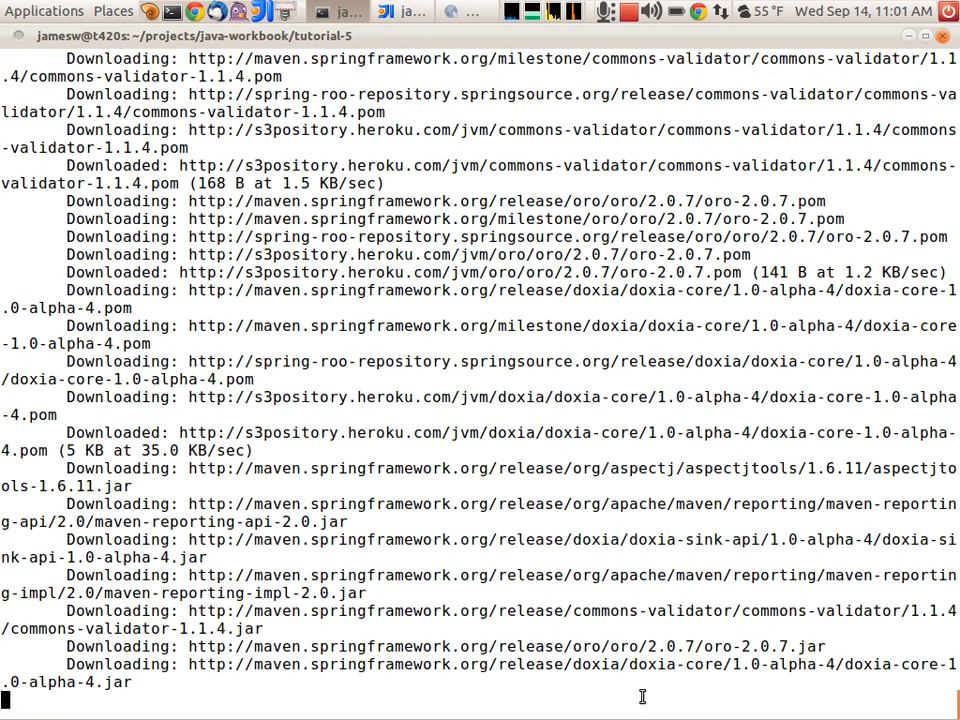 Applications Places ja... ja... ... 55 °F Wed Sep 14, 11:01 AM
jamesw@t420s: ~/projects/java-workbook/tutorial-5
Downloading: http://maven.springframework.org/milestone/commons-validator/commons-validator/1.1
.4/commons-validator-1.1.4.pom
Downloading: http://spring-roo-repository.springsource.org/release/commons-validator/commons-va
lidator/1.1.4/commons-validator-1.1.4.pom
Downloading: http://s3pository.heroku.com/jvm/commons-validator/commons-validator/1.1.4/commons
-validator-1.1.4.pom
Downloaded: http://s3pository.heroku.com/jvm/commons-validator/commons-validator/1.1.4/commons-
validator-1.1.4.pom (168 B at 1.5 KB/sec)
Downloading: http://maven.springframework.org/release/oro/oro/2.0.7/oro-2.0.7.pom
Downloading: http://maven.springframework.org/milestone/oro/oro/2.0.7/oro-2.0.7.pom
Downloading: http://spring-roo-repository.springsource.org/release/oro/oro/2.0.7/oro-2.0.7.pom
Downloading: http://s3pository.heroku.com/jvm/oro/oro/2.0.7/oro-2.0.7.pom
Downloaded: http://s3pository.heroku.com/jvm/oro/oro/2.0.7/oro-2.0.7.pom (141 B at 1.2 KB/sec)
Downloading: http://maven.springframework.org/release/doxia/doxia-core/1.0-alpha-4/doxia-core-1
.0-alpha-4.pom
Downloading: http://maven.springframework.org/milestone/doxia/doxia-core/1.0-alpha-4/doxia-core
-1.0-alpha-4.pom
Downloading: http://spring-roo-repository.springsource.org/release/doxia/doxia-core/1.0-alpha-4
/doxia-core-1.0-alpha-4.pom
Downloading: http://s3pository.heroku.com/jvm/doxia/doxia-core/1.0-alpha-4/doxia-core-1.0-alpha
-4.pom
Downloaded: http://s3pository.heroku.com/jvm/doxia/doxia-core/1.0-alpha-4/doxia-core-1.0-alpha-
4.pom (5 KB at 35.0 KB/sec)
Downloading: http://maven.springframework.org/release/org/aspectj/aspectjtools/1.6.11/aspectjto
ols-1.6.11.jar
Downloading: http://maven.springframework.org/release/org/apache/maven/reporting/maven-reportin
g-api/2.0/maven-reporting-api-2.0.jar
Downloading: http://maven.springframework.org/release/doxia/doxia-sink-api/1.0-alpha-4/doxia-si
nk-api-1.0-alpha-4.jar
Downloading: http://maven.springframework.org/release/org/apache/maven/reporting/maven-reportin
g-impl/2.0/maven-reporting-impl-2.0.jar
Downloading: http://maven.springframework.org/release/commons-validator/commons-validator/1.1.4
/commons-validator-1.1.4.jar
Downloading: http://maven.springframework.org/release/oro/oro/2.0.7/oro-2.0.7.jar
Downloading: http://maven.springframework.org/release/doxia/doxia-core/1.0-alpha-4/doxia-core-1
.0-alpha-4.jar